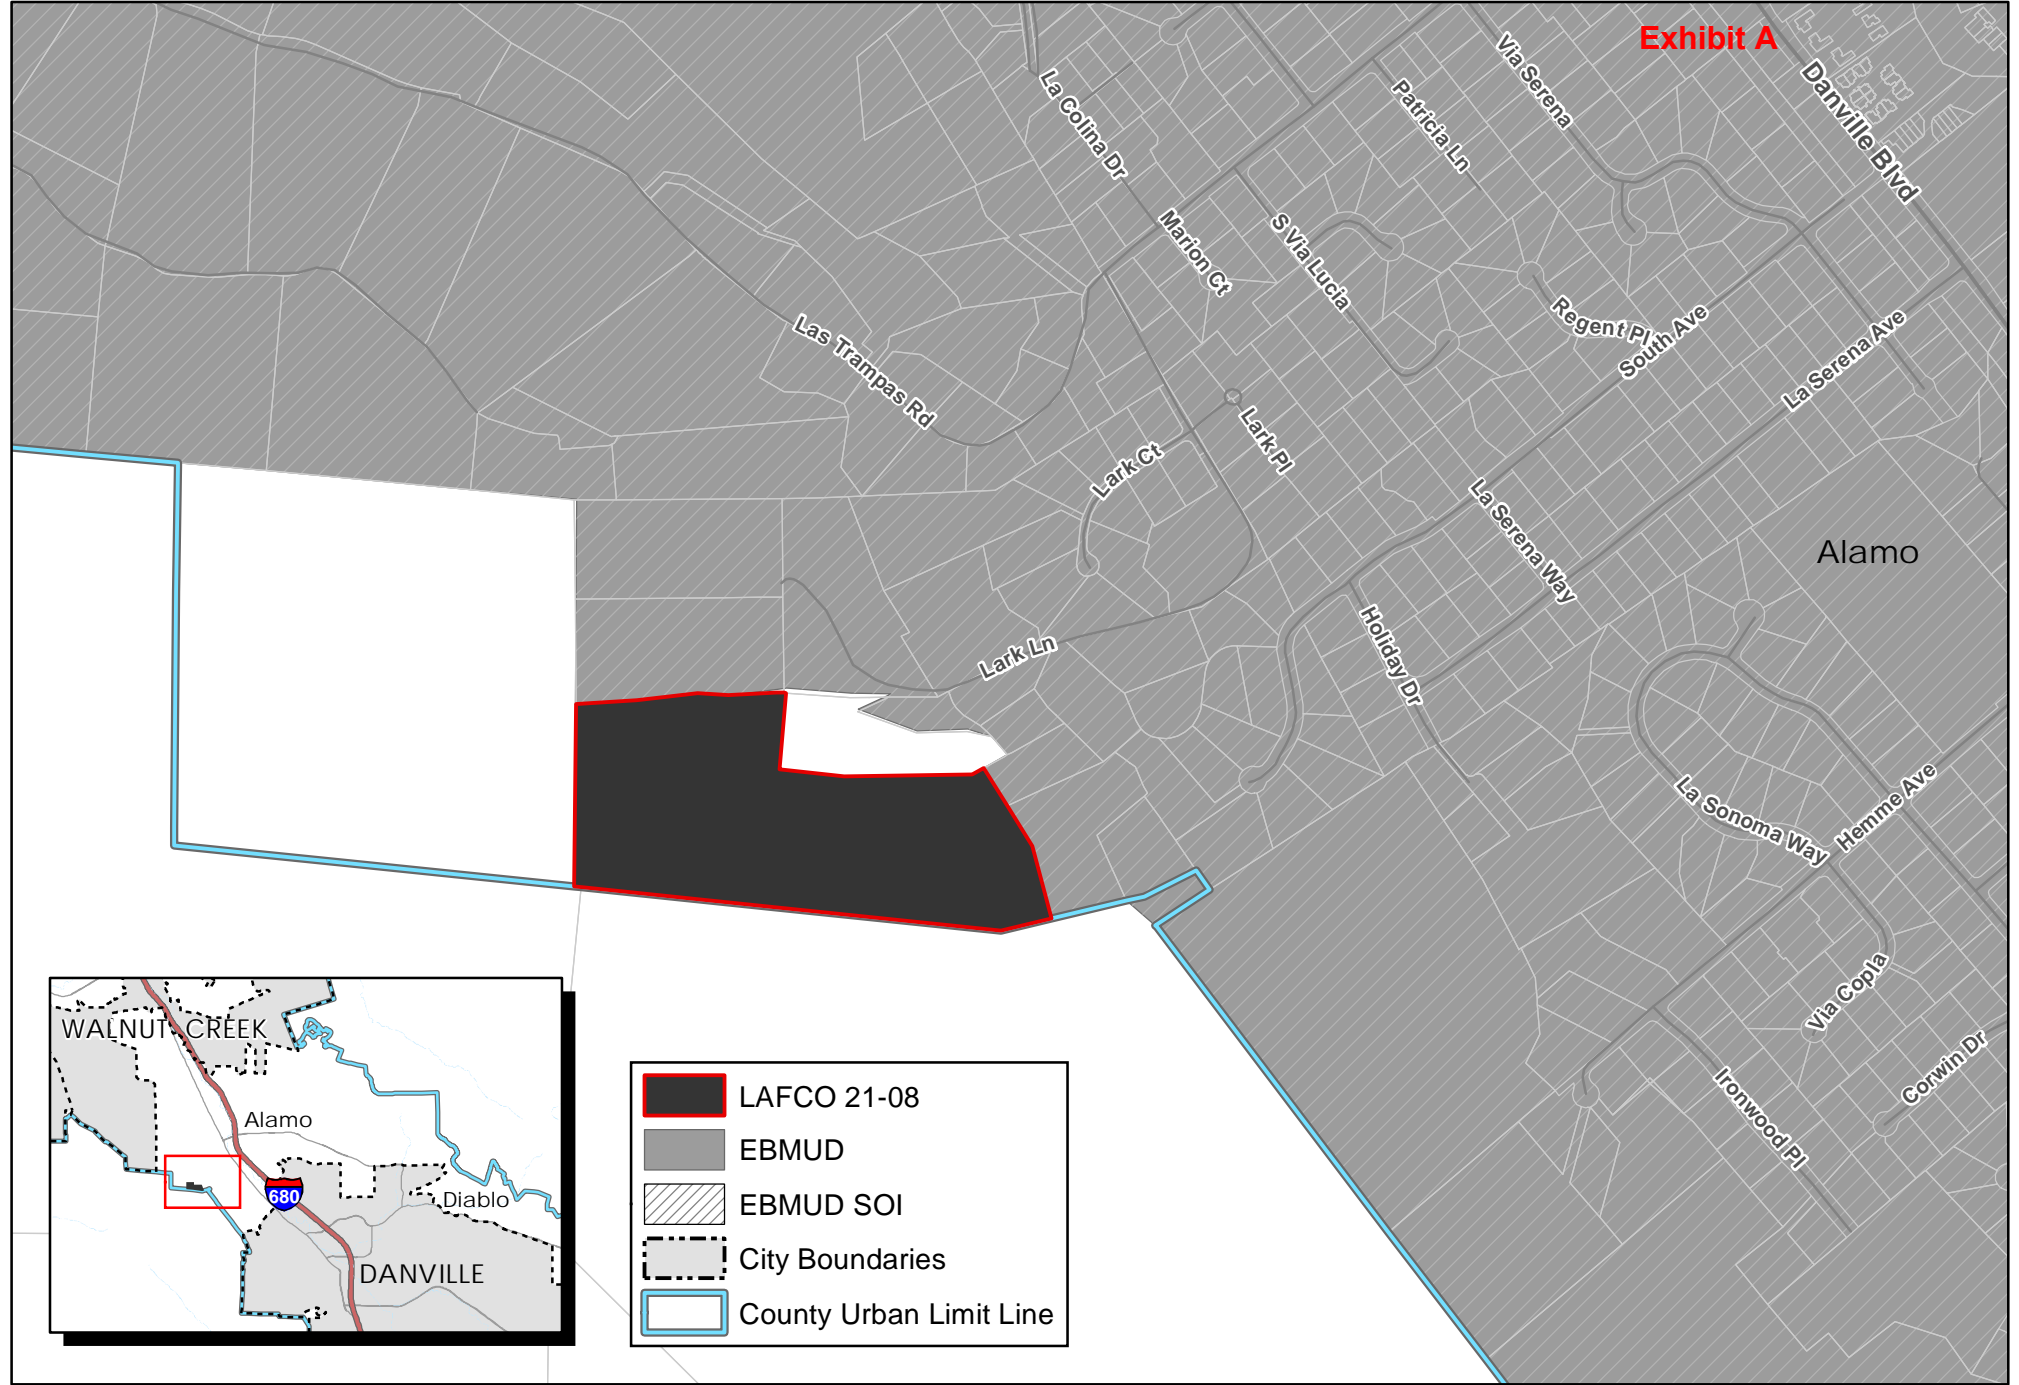 Exhibit A
Via Serena
Danville Blvd
La Colina Dr
Patricia Ln
Marion Ct
S Via Lucia
Regent Pl
South Ave
La Serena Ave
Las Trampas Rd
Lark Pl
Lark Ct
La Serena Way
Alamo
Holiday Dr
Lark Ln
La Sonoma Way
Hemme Ave
Via Copla
Corwin Dr
Ironwood Pl
WALNUT CREEK
Alamo
680
Diablo
DANVILLE
LAFCO 21-08
EBMUD
EBMUD SOI
City Boundaries
County Urban Limit Line